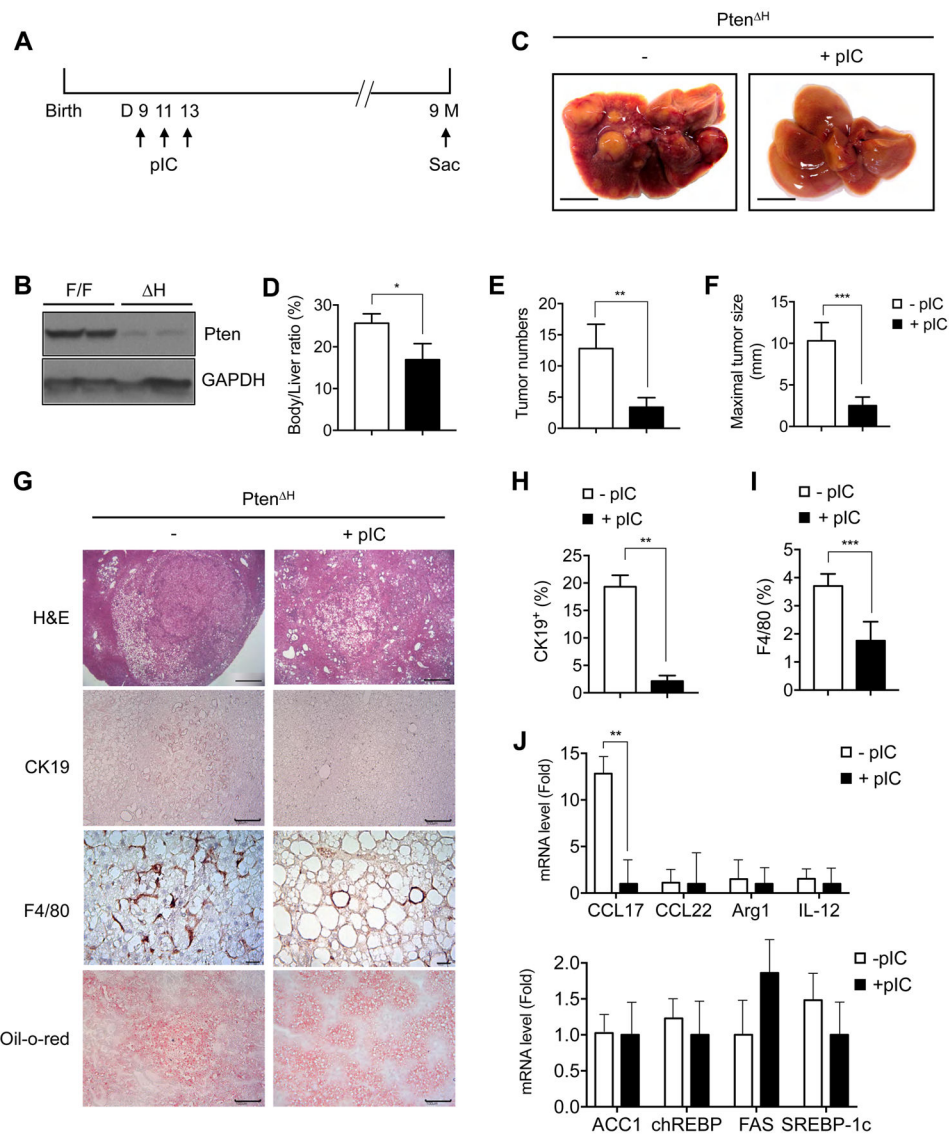 A
Birth D 9 11 13 9 M
pIC Sac
C
Pten^ΔH
- + pIC
B
F/F ΔH
Pten
GAPDH
D
Body/Liver ratio (%)
30
20
10
0
*
E
Tumor numbers
20
15
10
5
0
**
F
Maximal tumor size
(mm)
15
10
5
0
***
- pIC
+ pIC
G
Pten^ΔH
- + pIC
H&E
CK19
F4/80
Oil-o-red
H
- pIC
+ pIC
CK19⁺ (%)
25
20
15
10
5
0
**
I
- pIC
+ pIC
F4/80 (%)
6
4
2
0
***
J
mRNA level (Fold)
15
10
5
0
**
- pIC
+ pIC
CCL17 CCL22 Arg1 IL-12
mRNA level (Fold)
2.0
1.5
1.0
0.5
0.0
-pIC
+pIC
ACC1 chREBP FAS SREBP-1c